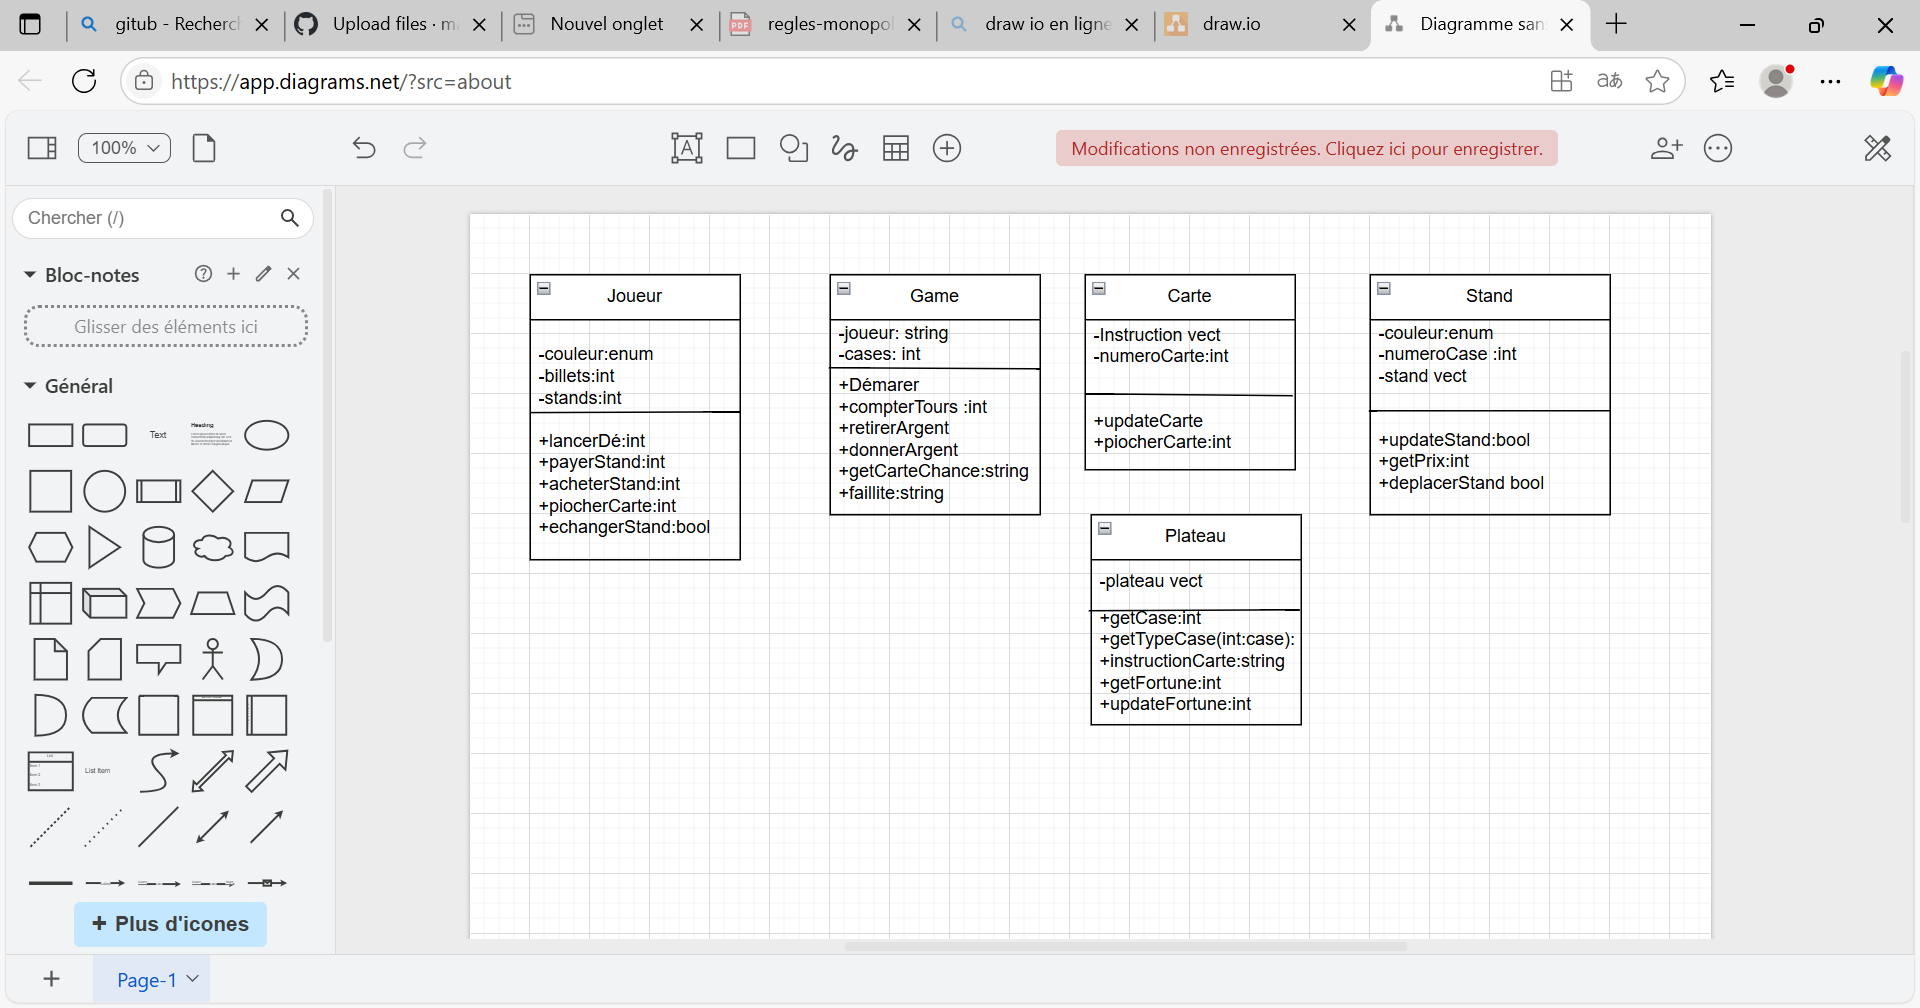 gitub - Recherc
Upload files · m
Nouvel onglet
regles-monopol
draw io en ligne
draw.io
Diagramme san
https://app.diagrams.net/?src=about
aあ
100%
A
Modifications non enregistrées. Cliquez ici pour enregistrer.
Chercher (/)
Bloc-notes
Glisser des éléments ici
Général
Text
Heading
List Item
+ Plus d'icones
Page-1
Joueur
-couleur:enum
-billets:int
-stands:int
+lancerDé:int
+payerStand:int
+acheterStand:int
+piocherCarte:int
+echangerStand:bool
Game
-joueur: string
-cases: int
+Démarer
+compterTours :int
+retirerArgent
+donnerArgent
+getCarteChance:string
+faillite:string
Carte
-Instruction vect
-numeroCarte:int
+updateCarte
+piocherCarte:int
Stand
-couleur:enum
-numeroCase :int
-stand vect
+updateStand:bool
+getPrix:int
+deplacerStand bool
Plateau
-plateau vect
+getCase:int
+getTypeCase(int:case):
+instructionCarte:string
+getFortune:int
+updateFortune:int